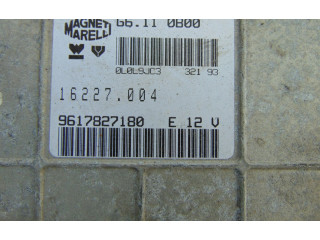 MAGNETI G6.11 0B00
MARELLI
0L0L9JC3 321 93
16227.004
9617827180 E 12 V